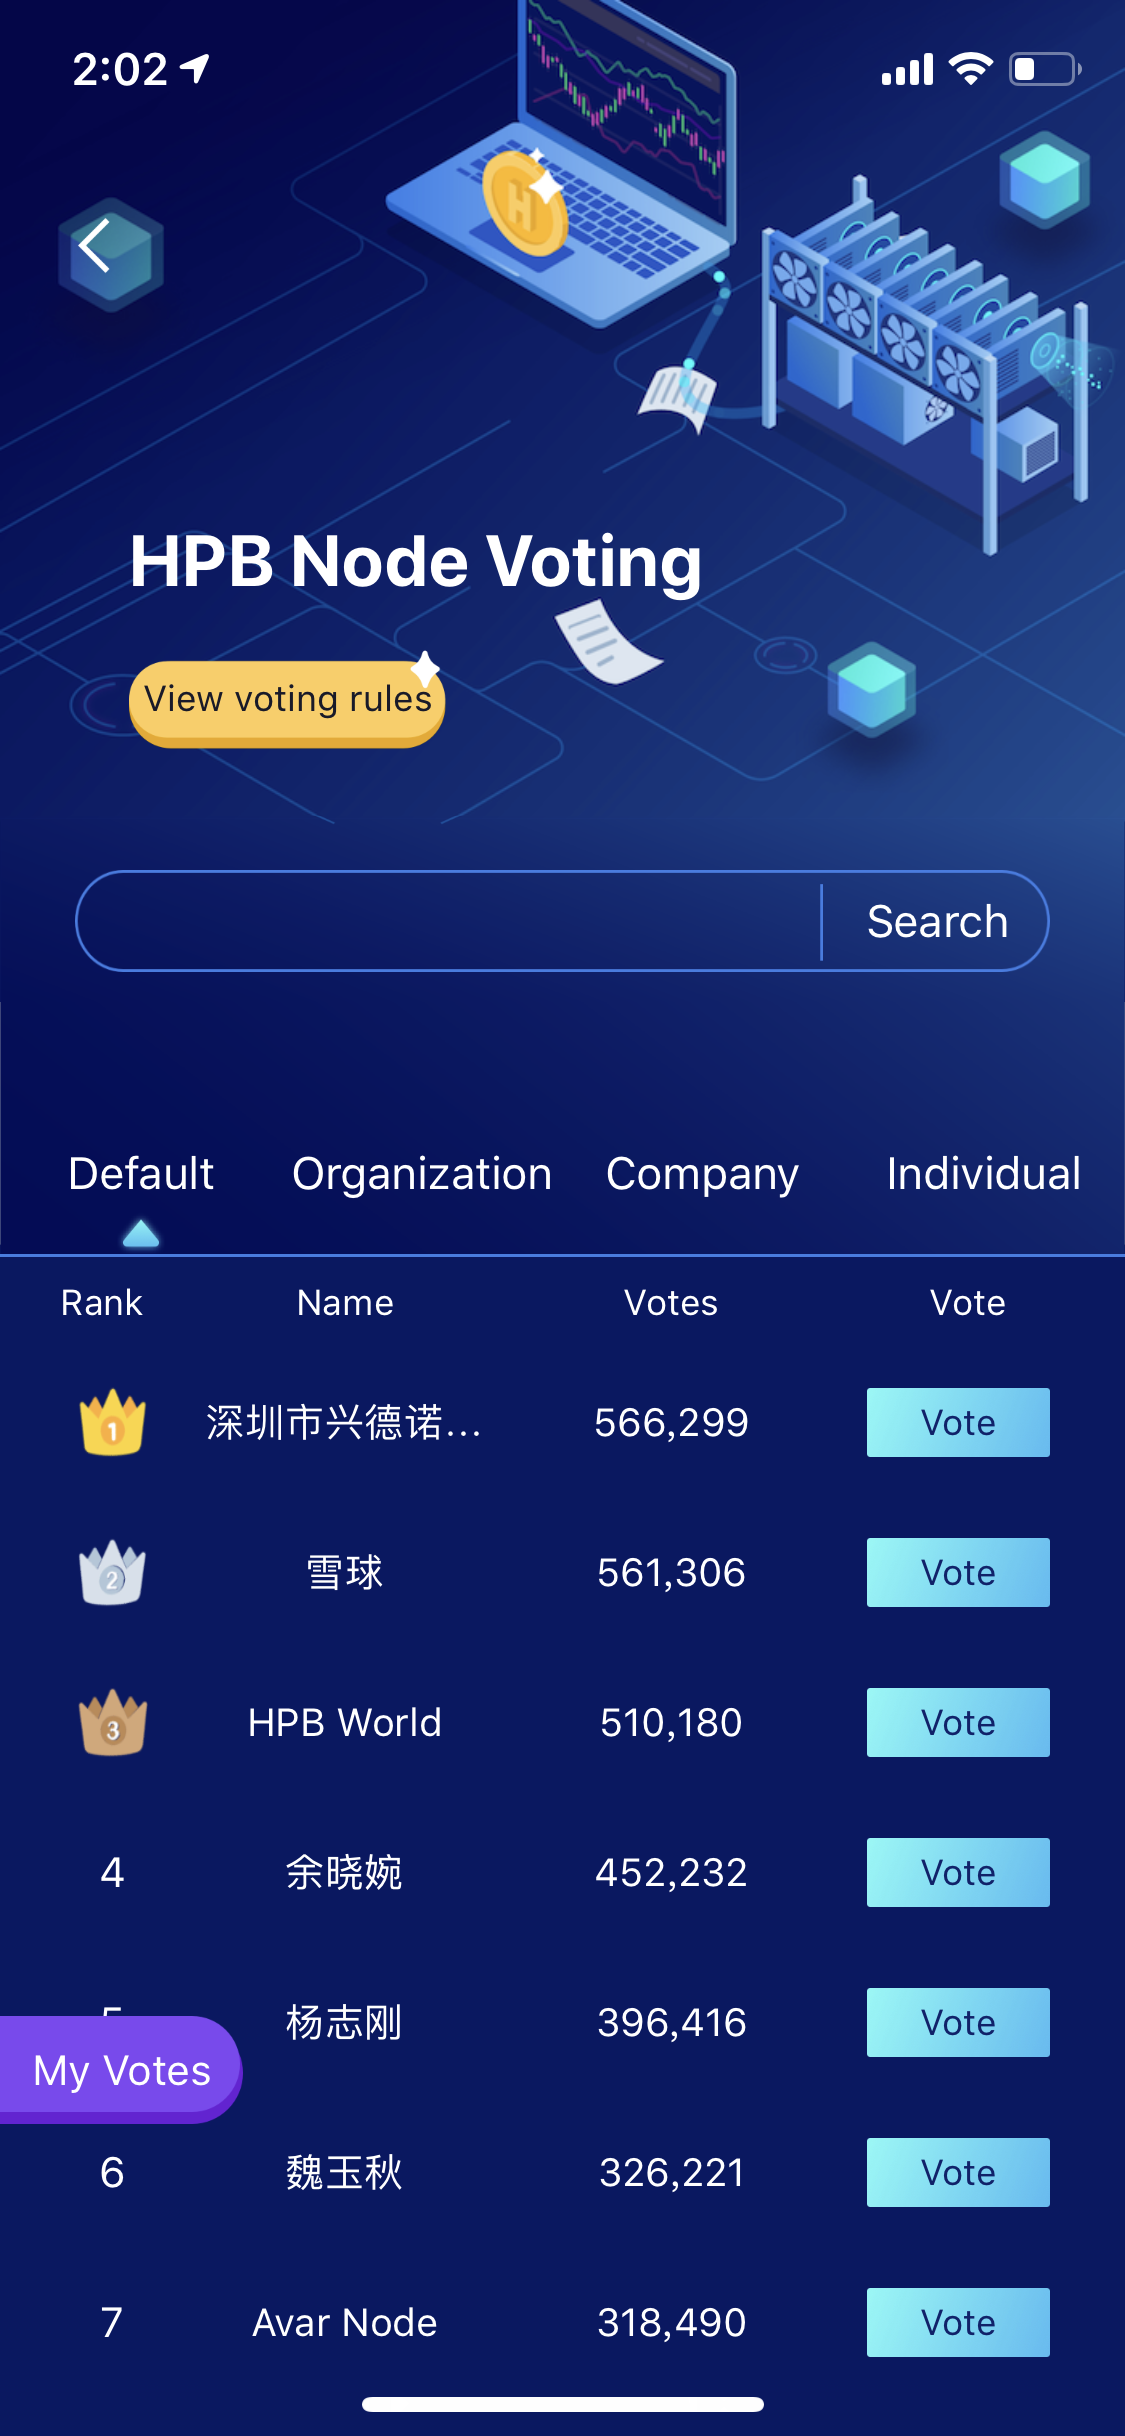 2:02
HPB Node Voting
View voting rules
Search
Default Organization Company Individual
Rank Name Votes Vote
1 深圳市兴德诺... 566,299 Vote
2 雪球 561,306 Vote
3 HPB World 510,180 Vote
4 余晓婉 452,232 Vote
杨志刚 396,416 Vote
My Votes
6 魏玉秋 326,221 Vote
7 Avar Node 318,490 Vote